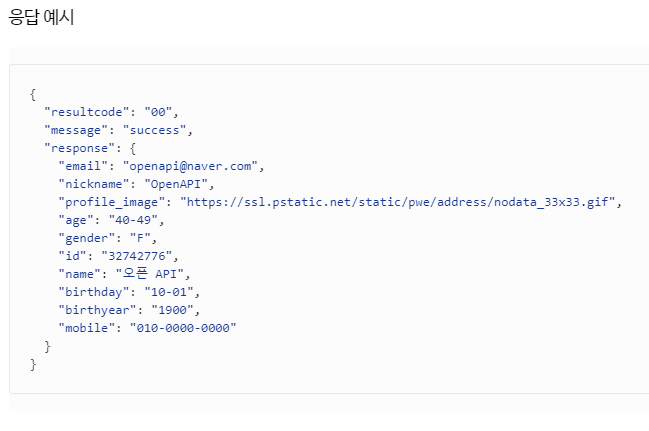 응답 예시
{
"resultcode": "00",
"message": "success",
"response": {
"email": "openapi@naver.com",
"nickname": "OpenAPI",
"profile_image": "https://ssl.pstatic.net/static/pwe/address/nodata_33x33.gif",
"age": "40-49",
"gender": "F",
"id": "32742776",
"name": "오픈 API",
"birthday": "10-01",
"birthyear": "1900",
"mobile": "010-0000-0000"
}
}